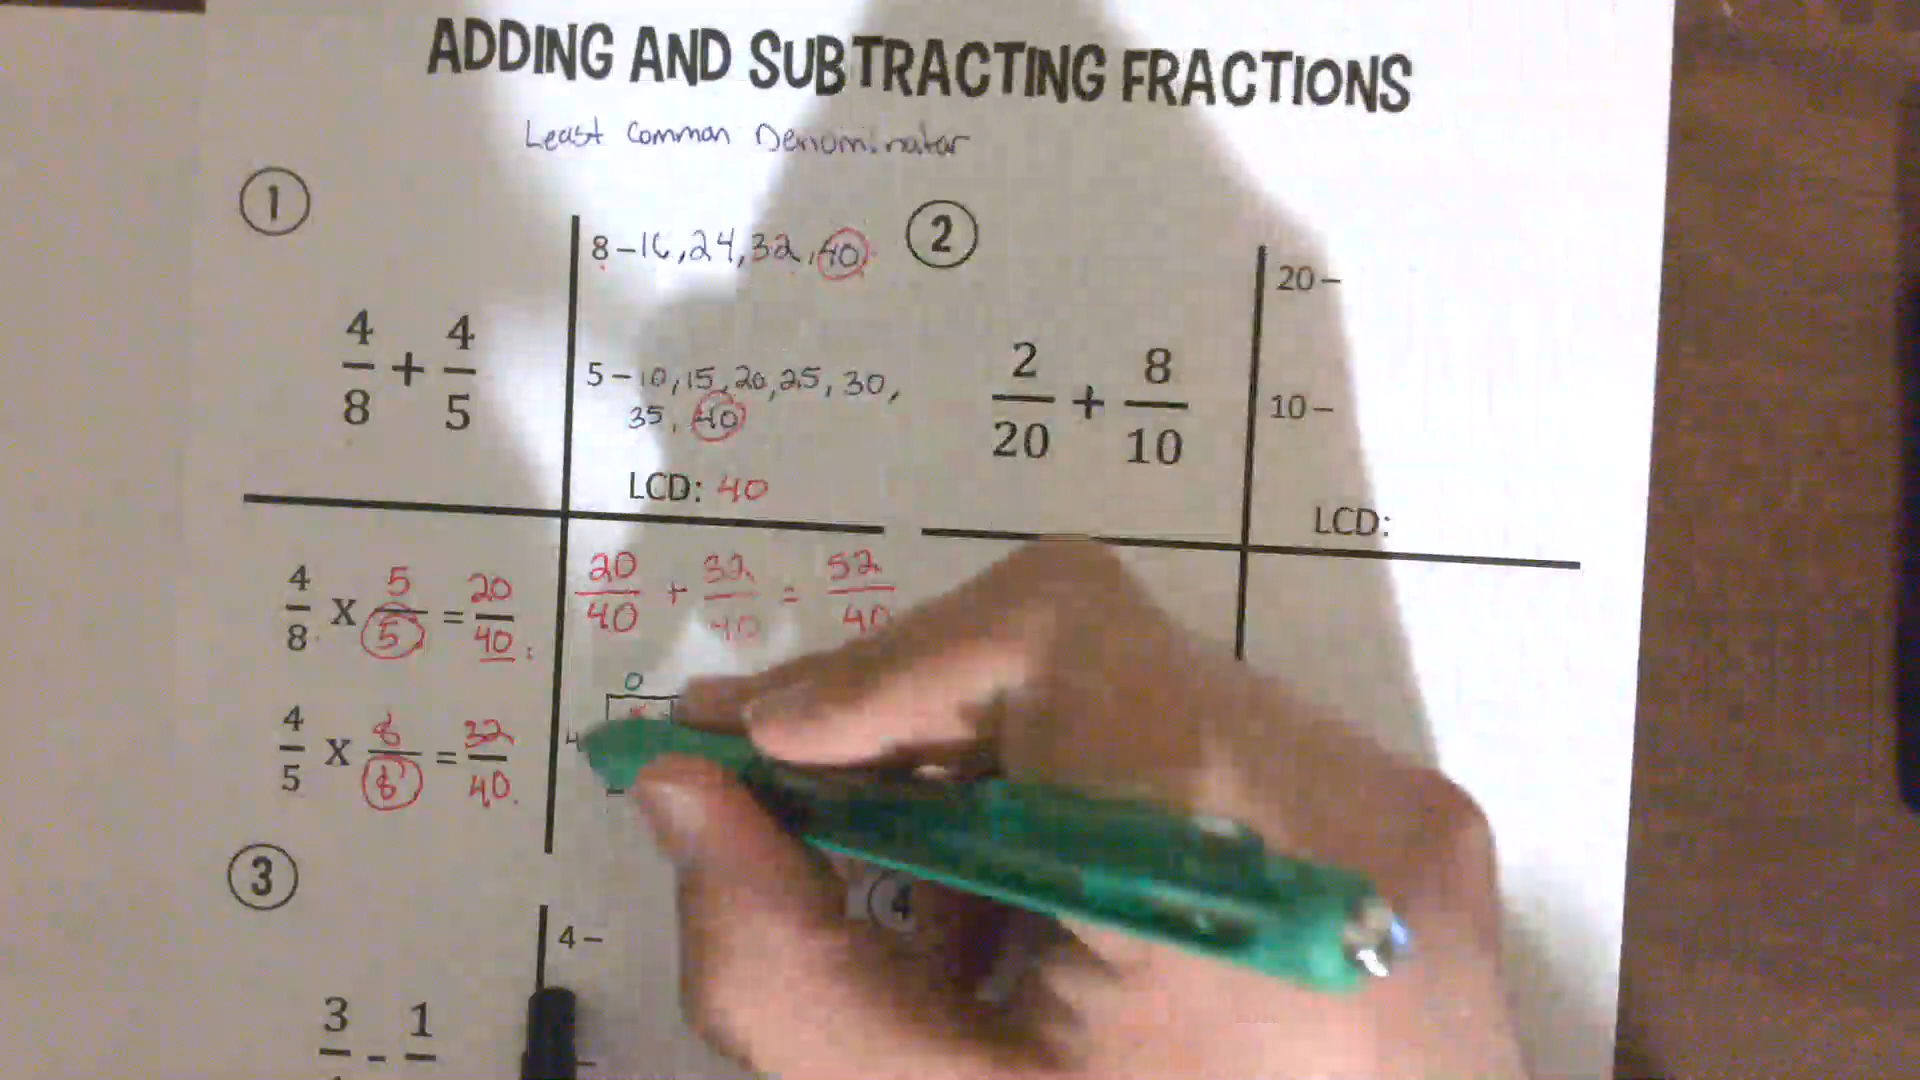 ADDING AND SUBTRACTING FRACTIONS
Least Common Denominator
1
4/8 + 4/5
8 - 16, 24, 32, 40
5 - 10, 15, 20, 25, 30,
35, 40
LCD: 40
4/8 X 5/5 = 20/40
4/5 X 8/8 = 32/40
20/40 + 32/40 = 52/40
0
4
2
2/20 + 8/10
20 -
10 -
LCD:
3
4 -
3
- 1
4